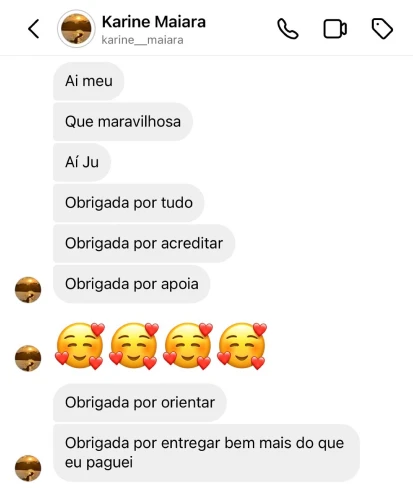 Karine Maiara
karine__maiara
Ai meu
Que maravilhosa
Aí Ju
Obrigada por tudo
Obrigada por acreditar
Obrigada por apoia
🥰🥰🥰🥰
Obrigada por orientar
Obrigada por entregar bem mais do que
eu paguei